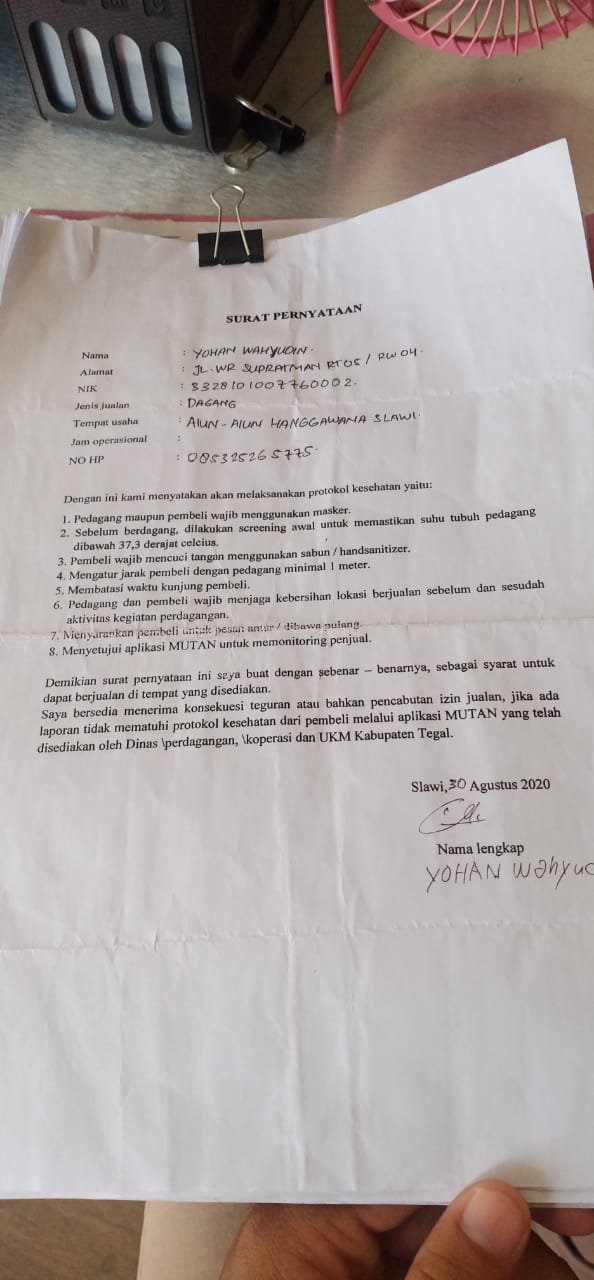 SURAT PERNYATAAN
Nama : YOHAN WAHYUDIN.
Alamat : JL. WR SUPRATMAN RT05 / RW 04.
NIK : 3328101007760002.
Jenis jualan : DAGANG
Tempat usaha : AlUN - AlUN HANGGAWANA SLAWI.
Jam operasional :
NO HP : 085325265775.
Dengan ini kami menyatakan akan melaksanakan protokol kesehatan yaitu:
1. Pedagang maupun pembeli wajib menggunakan masker.
2. Sebelum berdagang, dilakukan screening awal untuk memastikan suhu tubuh pedagang
dibawah 37,3 derajat celcius.
3. Pembeli wajib mencuci tangan menggunakan sabun / handsanitizer.
4. Mengatur jarak pembeli dengan pedagang minimal 1 meter.
5. Membatasi waktu kunjung pembeli.
6. Pedagang dan pembeli wajib menjaga kebersihan lokasi berjualan sebelum dan sesudah
aktivitas kegiatan perdagangan.
7. Menyarankan pembeli untuk pesan antar / dibawa pulang.
8. Menyetujui aplikasi MUTAN untuk memonitoring penjual.
Demikian surat pernyataan ini saya buat dengan sebenar – benarnya, sebagai syarat untuk
dapat berjualan di tempat yang disediakan.
Saya bersedia menerima konsekuesi teguran atau bahkan pencabutan izin jualan, jika ada
laporan tidak mematuhi protokol kesehatan dari pembeli melalui aplikasi MUTAN yang telah
disediakan oleh Dinas \perdagangan, \koperasi dan UKM Kabupaten Tegal.
Slawi, 30 Agustus 2020
Nama lengkap
YOHAN Wahyud